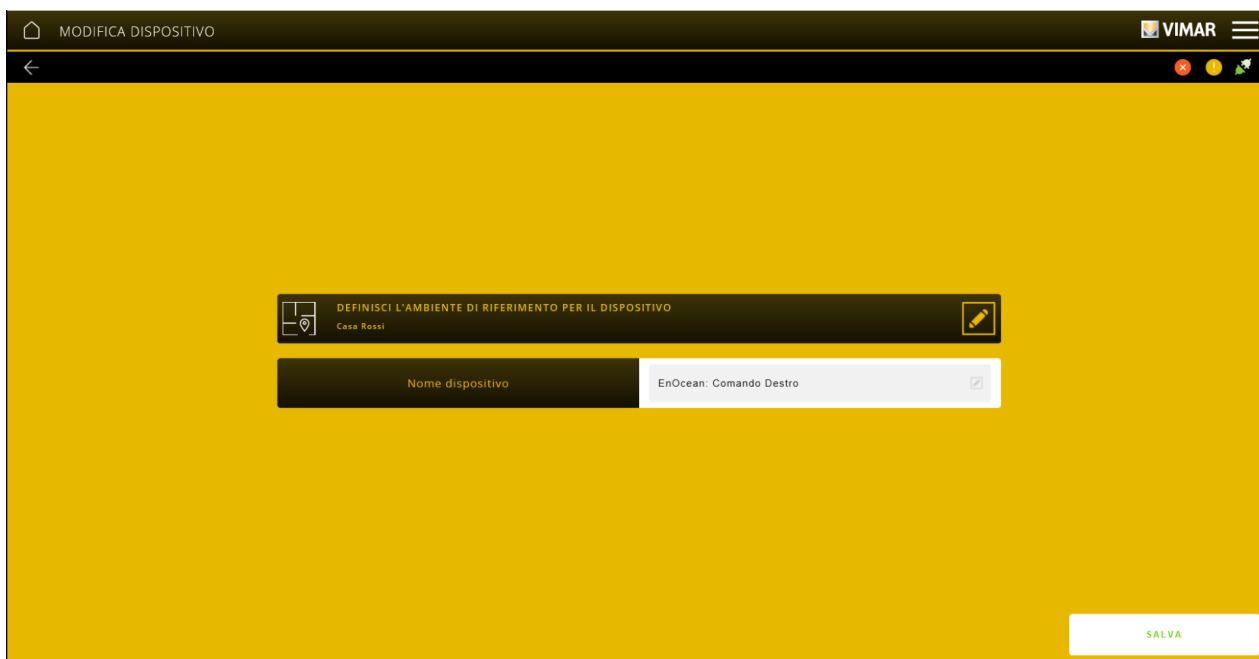 MODIFICA DISPOSITIVO
VIMAR
DEFINISCI L'AMBIENTE DI RIFERIMENTO PER IL DISPOSITIVO
Casa Rossi
Nome dispositivo
EnOcean: Comando Destro
SALVA